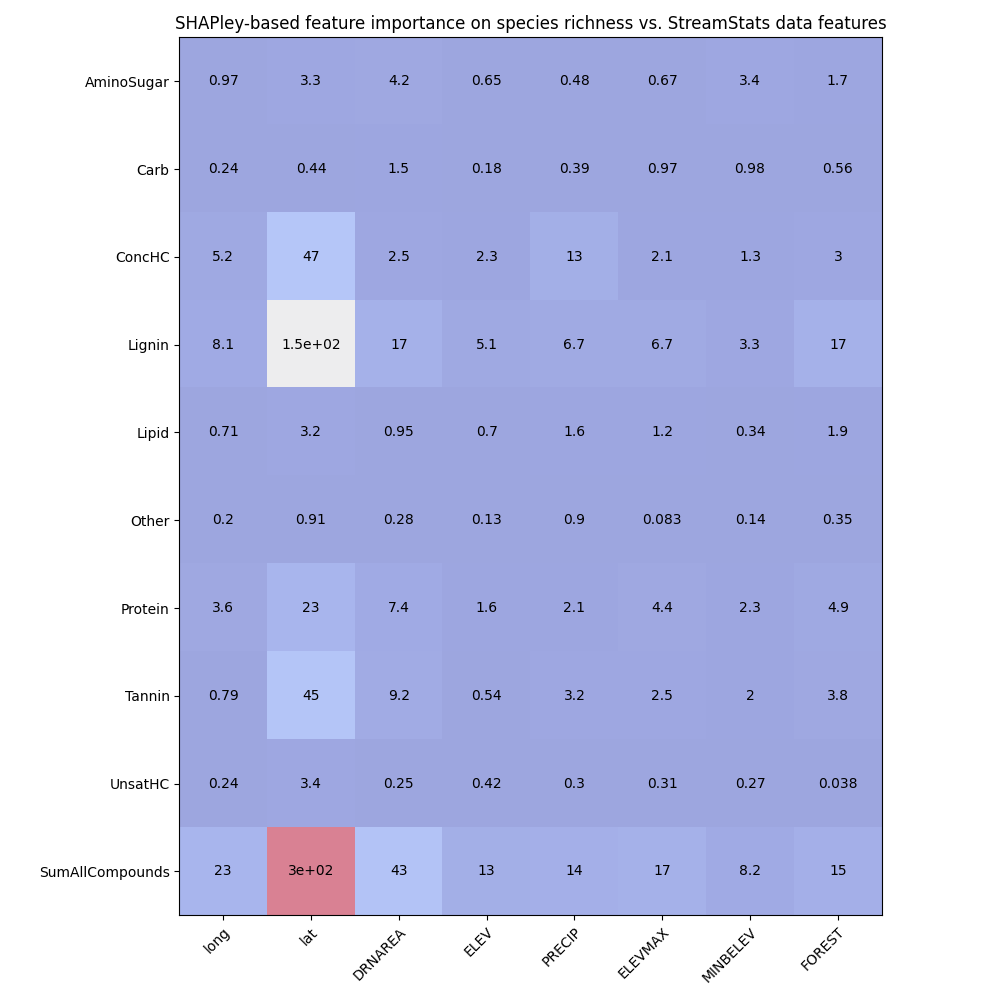 SHAPley-based feature importance on species richness vs. StreamStats data features
AminoSugar 0.97 3.3 4.2 0.65 0.48 0.67 3.4 1.7
Carb 0.24 0.44 1.5 0.18 0.39 0.97 0.98 0.56
ConcHC 5.2 47 2.5 2.3 13 2.1 1.3 3
Lignin 8.1 1.5e+02 17 5.1 6.7 6.7 3.3 17
Lipid 0.71 3.2 0.95 0.7 1.6 1.2 0.34 1.9
Other 0.2 0.91 0.28 0.13 0.9 0.083 0.14 0.35
Protein 3.6 23 7.4 1.6 2.1 4.4 2.3 4.9
Tannin 0.79 45 9.2 0.54 3.2 2.5 2 3.8
UnsatHC 0.24 3.4 0.25 0.42 0.3 0.31 0.27 0.038
SumAllCompounds 23 3e+02 43 13 14 17 8.2 15
long lat DRNAREA ELEV PRECIP ELEVMAX MINBELEV FOREST